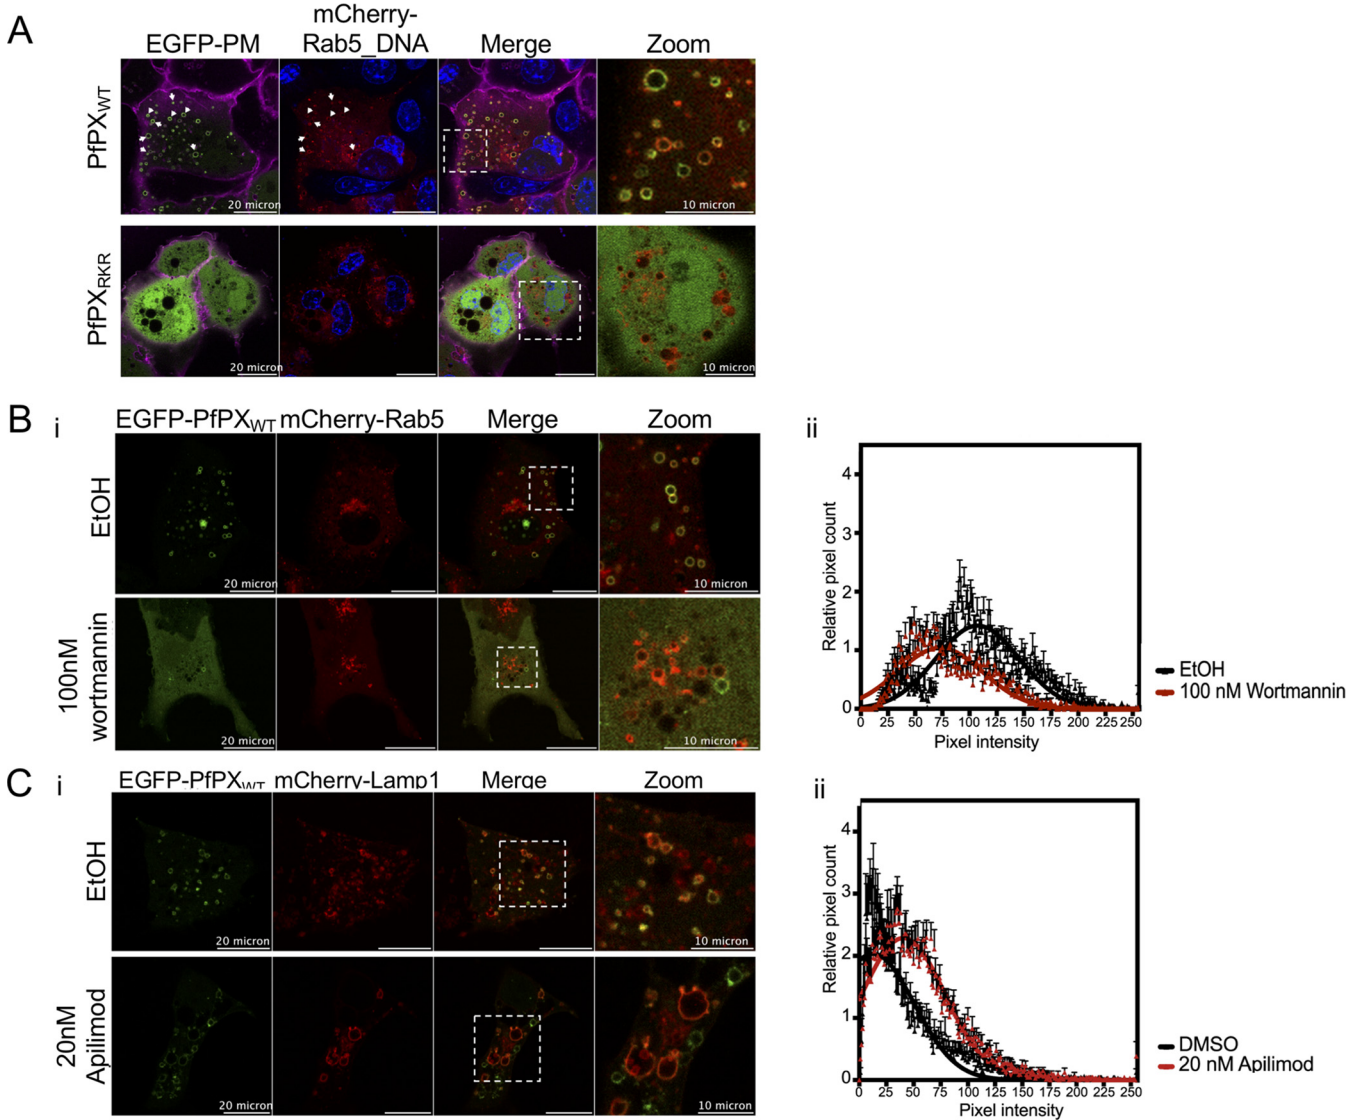 A
EGFP-PM
mCherry-
Rab5_DNA
Merge
Zoom
PfPX_WT
20 micron
10 micron
PfPX_RKR
20 micron
10 micron
B
i
EGFP-PfPX_WT
mCherry-Rab5
Merge
Zoom
EtOH
20 micron
10 micron
100nM
wortmannin
20 micron
10 micron
ii
Relative pixel count
4
3
2
1
0
0 25 50 75 100 125 150 175 200 225 250
Pixel intensity
EtOH
100 nM Wortmannin
C
i
EGFP-PfPX_WT
mCherry-Lamp1
Merge
Zoom
EtOH
20 micron
10 micron
20nM
Apilimod
20 micron
10 micron
ii
Relative pixel count
4
3
2
1
0
0 25 50 75 100 125 150 175 200 225 250
Pixel intensity
DMSO
20 nM Apilimod